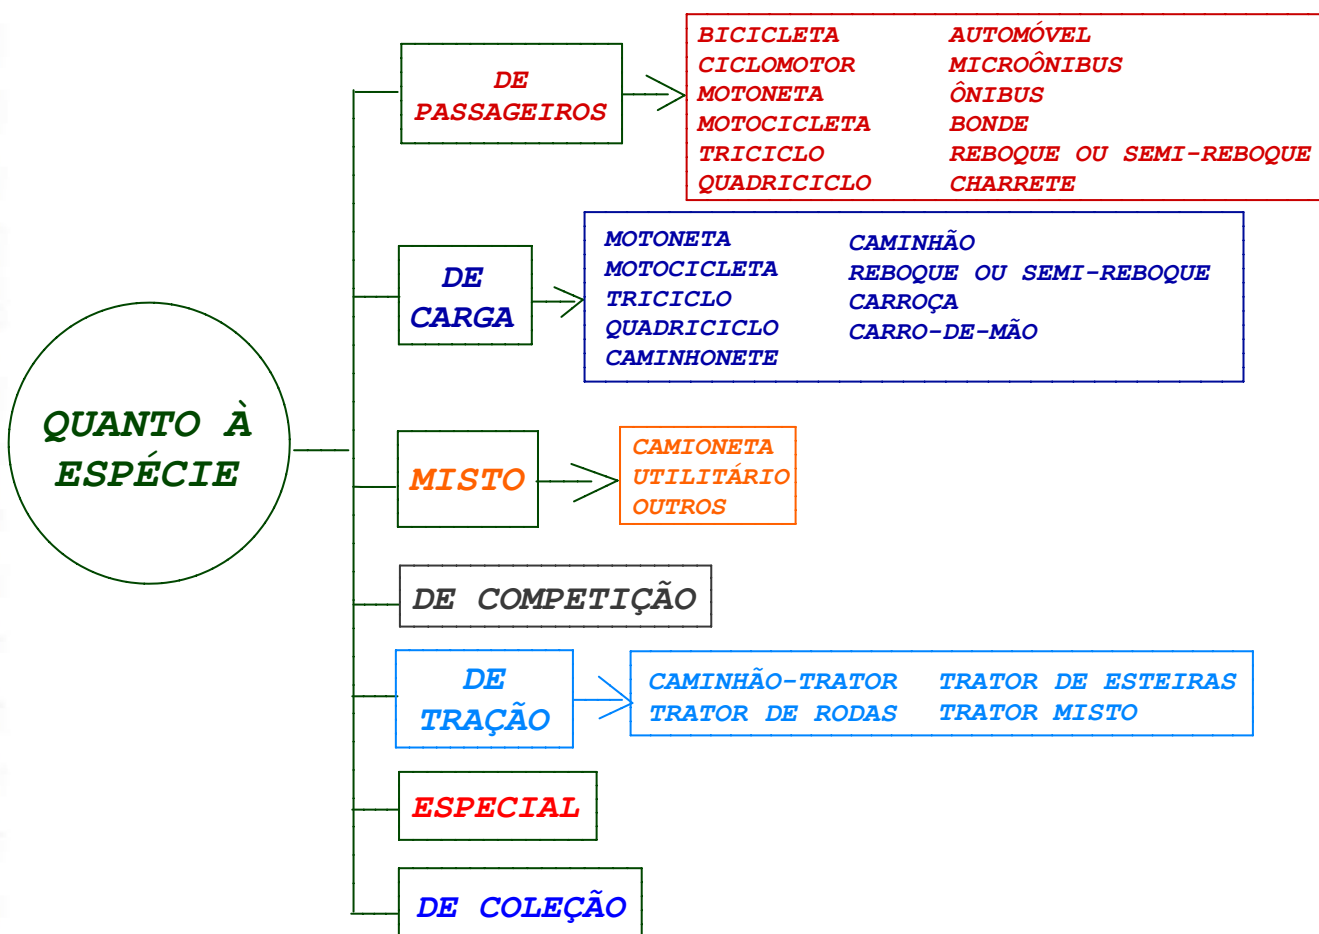 QUANTO À
ESPÉCIE
DE
PASSAGEIROS
BICICLETA
CICLOMOTOR
MOTONETA
MOTOCICLETA
TRICICLO
QUADRICICLO
AUTOMÓVEL
MICROÔNIBUS
ÔNIBUS
BONDE
REBOQUE OU SEMI-REBOQUE
CHARRETE
DE
CARGA
MOTONETA
MOTOCICLETA
TRICICLO
QUADRICICLO
CAMINHONETE
CAMINHÃO
REBOQUE OU SEMI-REBOQUE
CARROÇA
CARRO-DE-MÃO
MISTO
CAMIONETA
UTILITÁRIO
OUTROS
DE COMPETIÇÃO
DE
TRAÇÃO
CAMINHÃO-TRATOR
TRATOR DE RODAS
TRATOR DE ESTEIRAS
TRATOR MISTO
ESPECIAL
DE COLEÇÃO